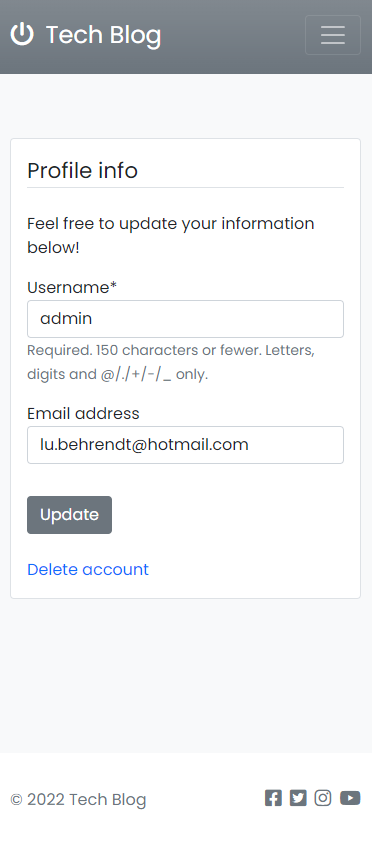 Tech Blog
Profile info
Feel free to update your information
below!
Username*
admin
Required. 150 characters or fewer. Letters,
digits and @/./+/-/_ only.
Email address
lu.behrendt@hotmail.com
Update
Delete account
© 2022 Tech Blog